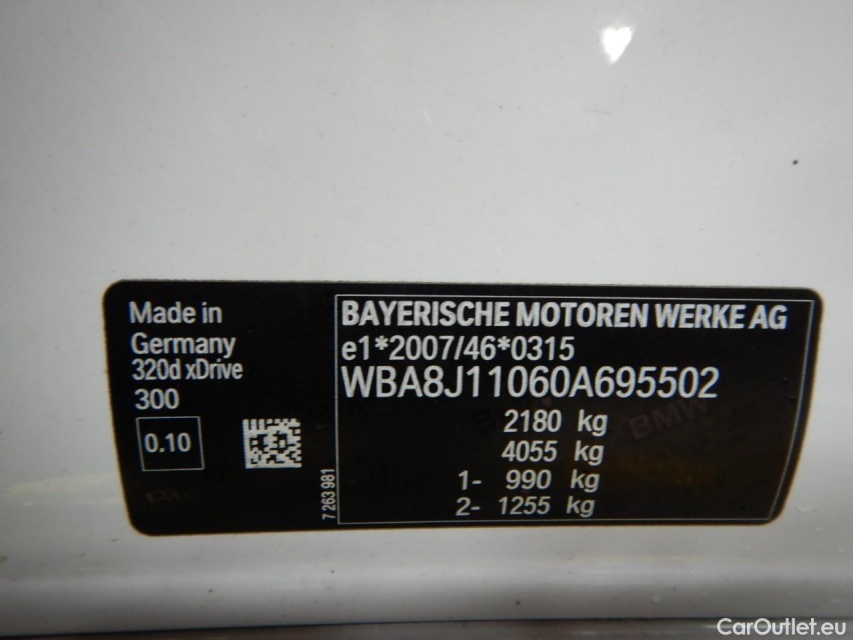 Made in
Germany
320d xDrive
300
0.10
7 263 981
BAYERISCHE MOTOREN WERKE AG
e1*2007/46*0315
WBA8J11060A695502
2180 kg
4055 kg
1- 990 kg
2- 1255 kg
BMW
CarOutlet.eu